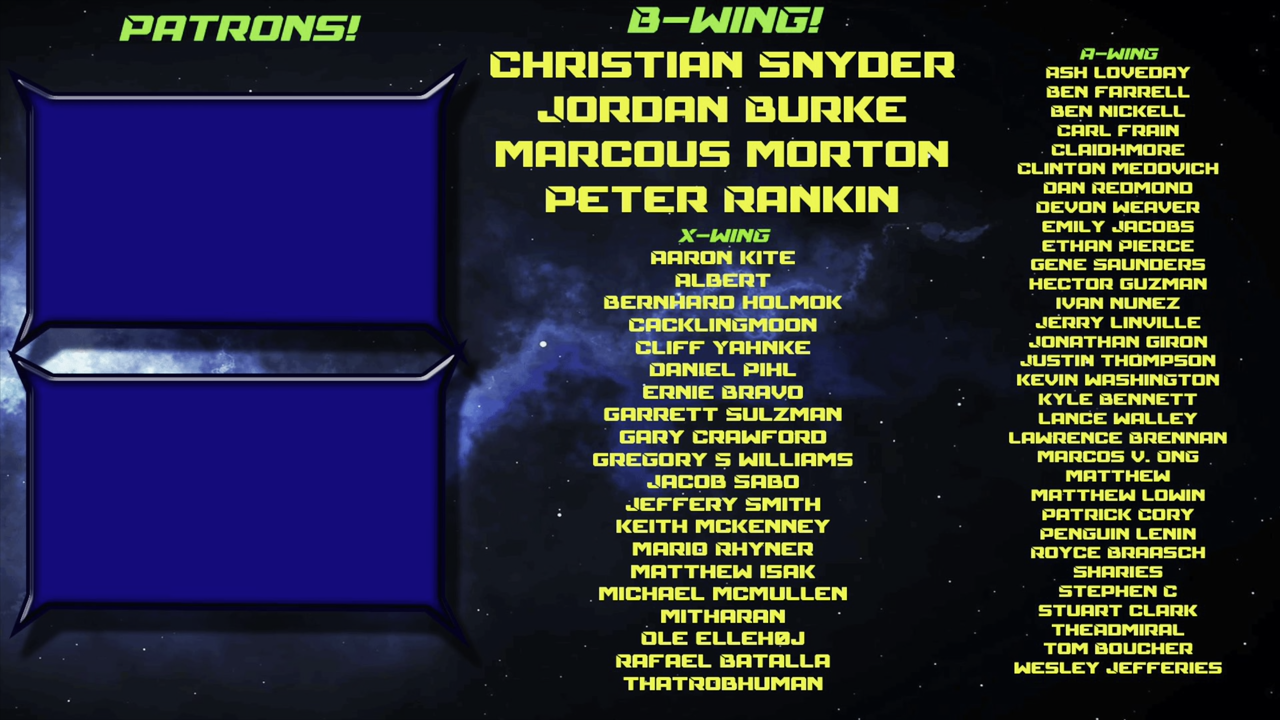 PATRONS!
B-WING!
CHRISTIAN SNYDER
JORDAN BURKE
MARCOUS MORTON
PETER RANKIN
X-WING
AARON KITE
ALBERT
BERNHARD HOLMOK
CACKLINGMOON
CLIFF YAHNKE
DANIEL PIHL
ERNIE BRAVO
GARRETT SULZMAN
GARY CRAWFORD
GREGORY S WILLIAMS
JACOB SABO
JEFFERY SMITH
KEITH MCKENNEY
MARIO RHYNER
MATTHEW ISAK
MICHAEL MCMULLEN
MITHARAN
OLE ELLEHØJ
RAFAEL BATALLA
THATROBHUMAN
A-WING
ASH LOVEDAY
BEN FARRELL
BEN NICKELL
CARL FRAIN
CLAIDHMORE
CLINTON MEDOVICH
DAN REDMOND
DEVON WEAVER
EMILY JACOBS
ETHAN PIERCE
GENE SAUNDERS
HECTOR GUZMAN
IVAN NUNEZ
JERRY LINVILLE
JONATHAN GIRON
JUSTIN THOMPSON
KEVIN WASHINGTON
KYLE BENNETT
LANCE WALLEY
LAWRENCE BRENNAN
MARCOS V. ONG
MATTHEW
MATTHEW LOWIN
PATRICK CORY
PENGUIN LENIN
ROYCE BRAASCH
SHARIES
STEPHEN C
STUART CLARK
THEADMIRAL
TOM BOUCHER
WESLEY JEFFERIES